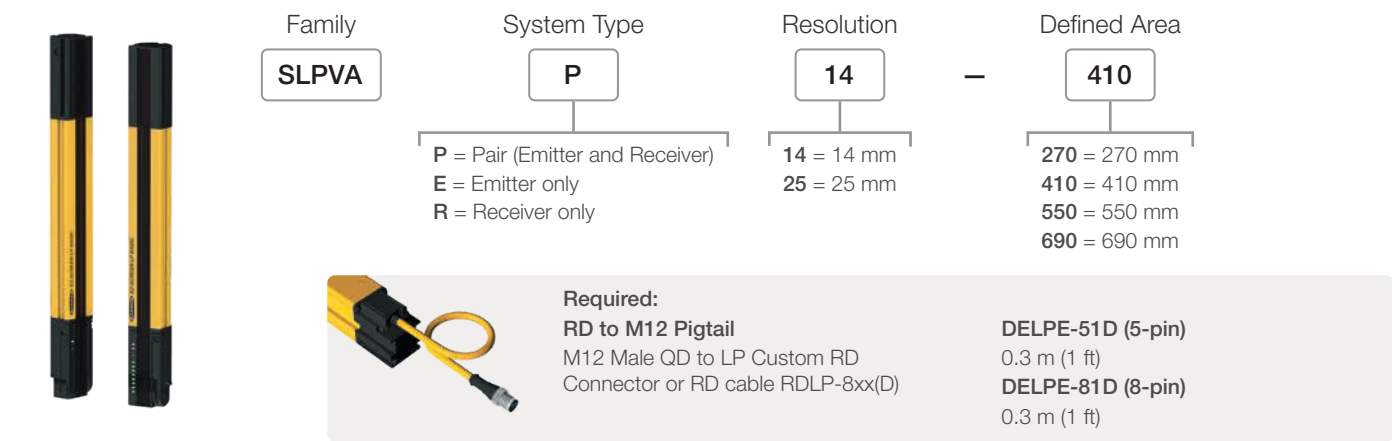 Family
System Type
Resolution
Defined Area
SLPVA
P
14
–
410
P = Pair (Emitter and Receiver)
E = Emitter only
R = Receiver only
14 = 14 mm
25 = 25 mm
270 = 270 mm
410 = 410 mm
550 = 550 mm
690 = 690 mm
Required:
RD to M12 Pigtail
M12 Male QD to LP Custom RD
Connector or RD cable RDLP-8xx(D)
DELPE-51D (5-pin)
0.3 m (1 ft)
DELPE-81D (8-pin)
0.3 m (1 ft)